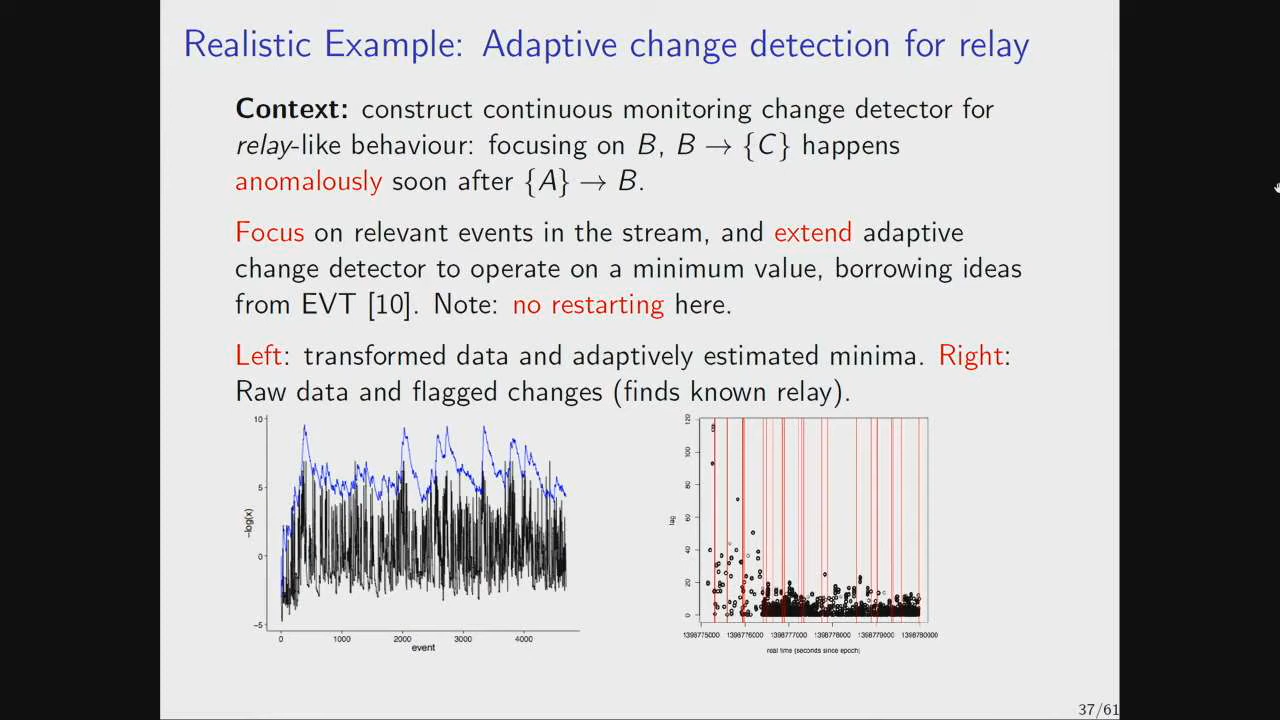 Realistic Example: Adaptive change detection for relay
Context: construct continuous monitoring change detector for
relay-like behaviour: focusing on B, B → {C} happens
anomalously soon after {A} → B.
Focus on relevant events in the stream, and extend adaptive
change detector to operate on a minimum value, borrowing ideas
from EVT [10]. Note: no restarting here.
Left: transformed data and adaptively estimated minima. Right:
Raw data and flagged changes (finds known relay).
10
5
0
−5
−log(x)
0 1000 2000 3000 4000
event
120
100
80
60
40
20
0
lag
1398775000 1398776000 1398777000 1398778000 1398779000 1398780000
real time (seconds since epoch)
37/61